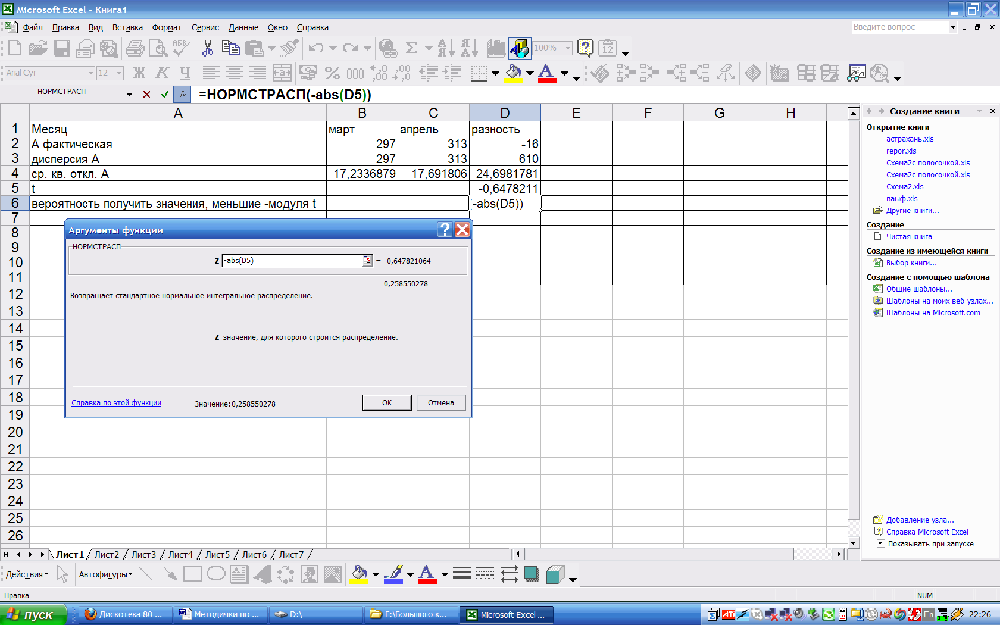 Microsoft Excel - Книга1
Файл Правка Вид Вставка Формат Сервис Данные Окно Справка Введите вопрос
100%
Arial Cyr 12 Ж К Ч % 000
НОРМСТРАСП =НОРМСТРАСП(-abs(D5))
A B C D E F G H
1 Месяц март апрель разность
2 А фактическая 297 313 -16
3 дисперсия А 297 313 610
4 ср. кв. откл. А 17,2336879 17,691806 24,6981781
5 t -0,6478211
6 вероятность получить значения, меньшие -модуля t -abs(D5))
7
8
9
10
11
12
13
14
15
16
17
18
19
20
21
22
23
24
25
26
Аргументы функции
НОРМСТРАСП
Z -abs(D5) = -0,647821064
= 0,258550278
Возвращает стандартное нормальное интегральное распределение.
Z значение, для которого строится распределение.
Справка по этой функции Значение:0,258550278 ОК Отмена
Создание книги
Открытие книги
астрахань.xls
герог.xls
Схема2с полосочкой.xls
Схема2с полосочкой.xls
Схема2.xls
ваыф.xls
Другие книги...
Создание
Чистая книга
Создание из имеющейся книги
Выбор книги...
Создание с помощью шаблона
Общие шаблоны...
Шаблоны на моих веб-узлах...
Шаблоны на Microsoft.com
Добавление узла...
Справка Microsoft Excel
Показывать при запуске
Лист1 Лист2 Лист3 Лист4 Лист5 Лист6 Лист7
Действия Автофигуры
Правка NUM
пуск Дискотека 80 ... Методички по ... D:\ F:\Большого к... Microsoft Excel ... En 22:26